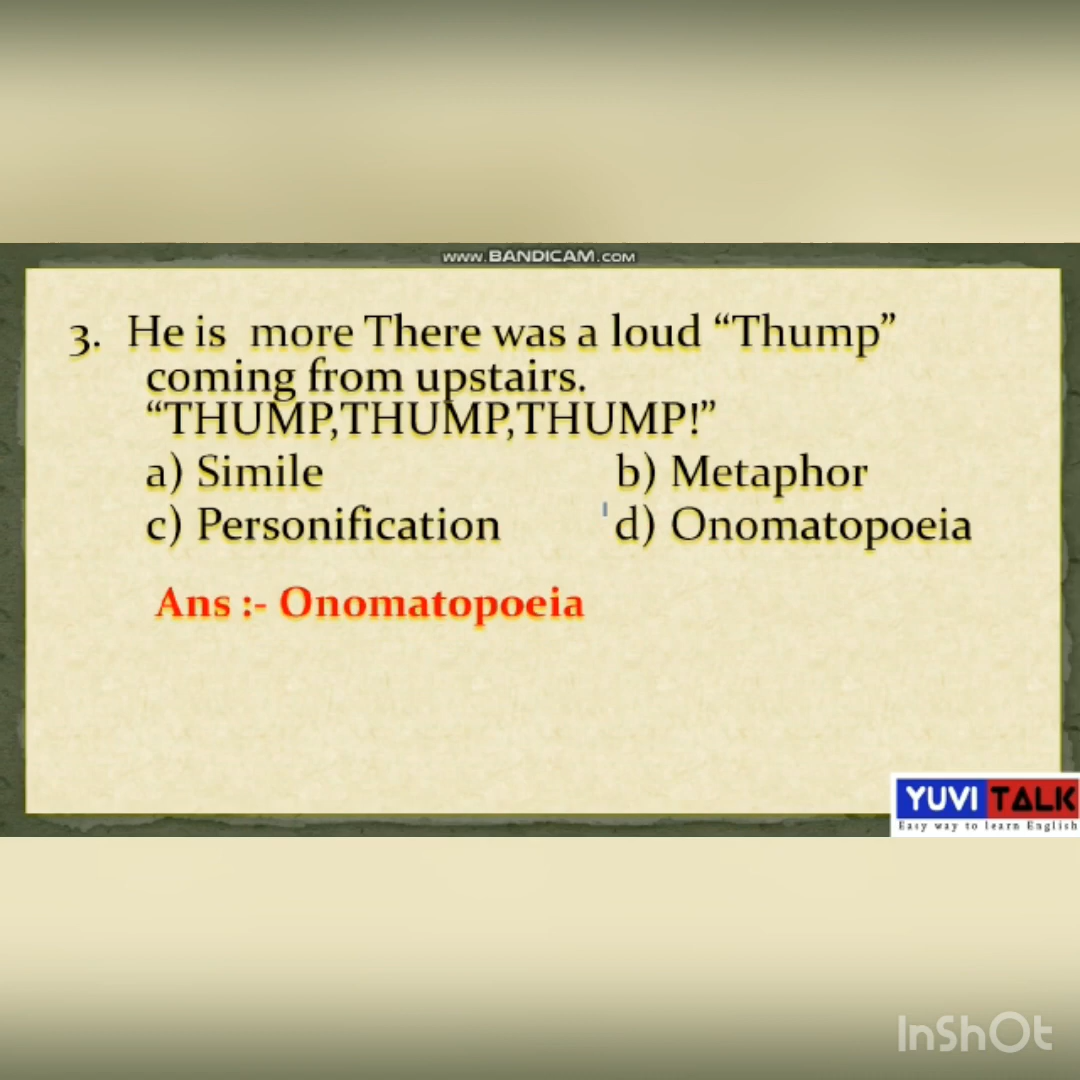 www.BANDICAM.com
3. He is more There was a loud “Thump”
coming from upstairs.
“THUMP,THUMP,THUMP!”
a) Simile b) Metaphor
c) Personification d) Onomatopoeia
Ans :- Onomatopoeia
YUVI TALK
Easy way to learn English
InShOt